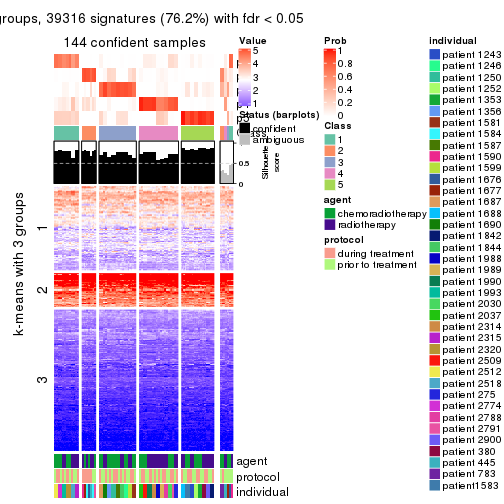 groups, 39316 signatures (76.2%) with fdr < 0.05
144 confident samples
k-means with 3 groups
1
2
3
agent
protocol
individual
Value
5
4
3
2
1
Status (barplots)
confident
ambiguous
0.5
0
Silhouette
score
Prob
1
0.8
0.6
0.4
0.2
0
Class
1
2
3
4
5
agent
chemoradiotherapy
radiotherapy
protocol
during treatment
prior to treatment
individual
patient 1243
patient 1246
patient 1250
patient 1252
patient 1353
patient 1356
patient 1581
patient 1584
patient 1587
patient 1590
patient 1599
patient 1676
patient 1677
patient 1687
patient 1688
patient 1690
patient 1842
patient 1844
patient 1988
patient 1989
patient 1990
patient 1993
patient 2030
patient 2037
patient 2314
patient 2315
patient 2320
patient 2509
patient 2512
patient 2518
patient 275
patient 2774
patient 2788
patient 2791
patient 2900
patient 380
patient 445
patient 783
patient1583